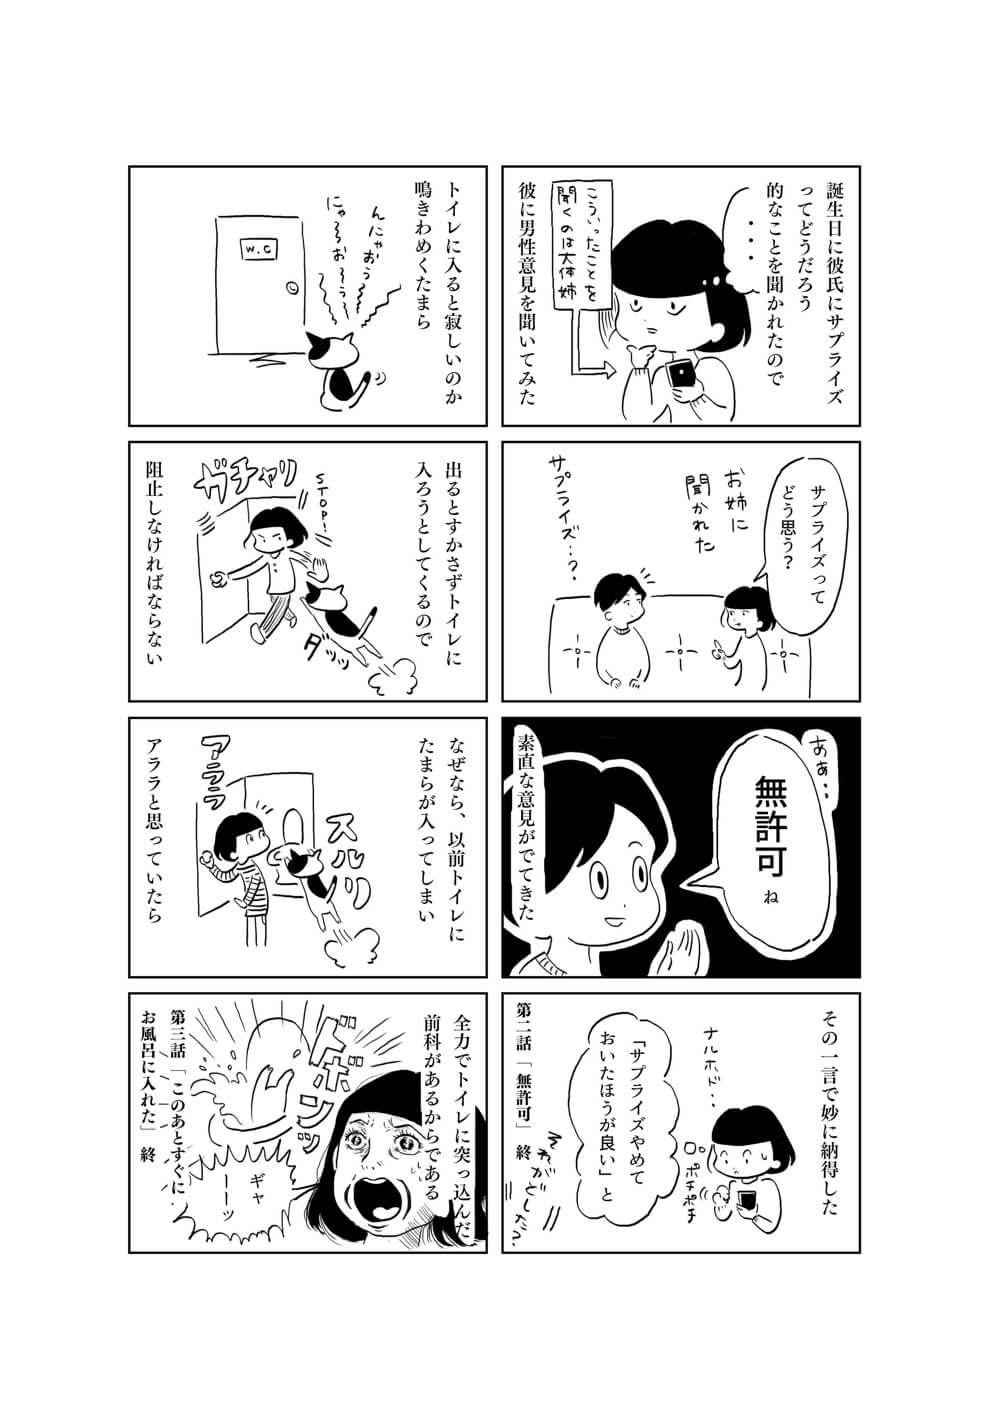 誕生日に彼氏にサプライズ
ってどうだろう
的なことを聞かれたので
・・・
こういったことを
聞くのは大体姉
彼に男性意見を聞いてみた
サプライズって
どう思う?
お姉に
聞かれた
サプライズ・・?
ああ・・
無許可ね
素直な意見がでてきた
その一言で妙に納得した
ナルホド・・
ポチポチ
「サプライズやめて
おいたほうが良い」と
それがどしした?
第二話「無許可」 終
トイレに入ると寂しいのか
鳴きわめくたまら
んにゃおうー
にゃろおろうー
W.C
出るとすかさずトイレに
入ろうとしてくるので
STOP!
ガチャリ
ダッッ
阻止しなければならない
なぜなら、以前トイレに
たまらが入ってしまい
スルリ
アララ
アララと思っていたら
全力でトイレに突っ込んだ
前科があるからである
ドボンッ
ギャ
ーーッ
第三話「このあとすぐに
お風呂に入れた」 終